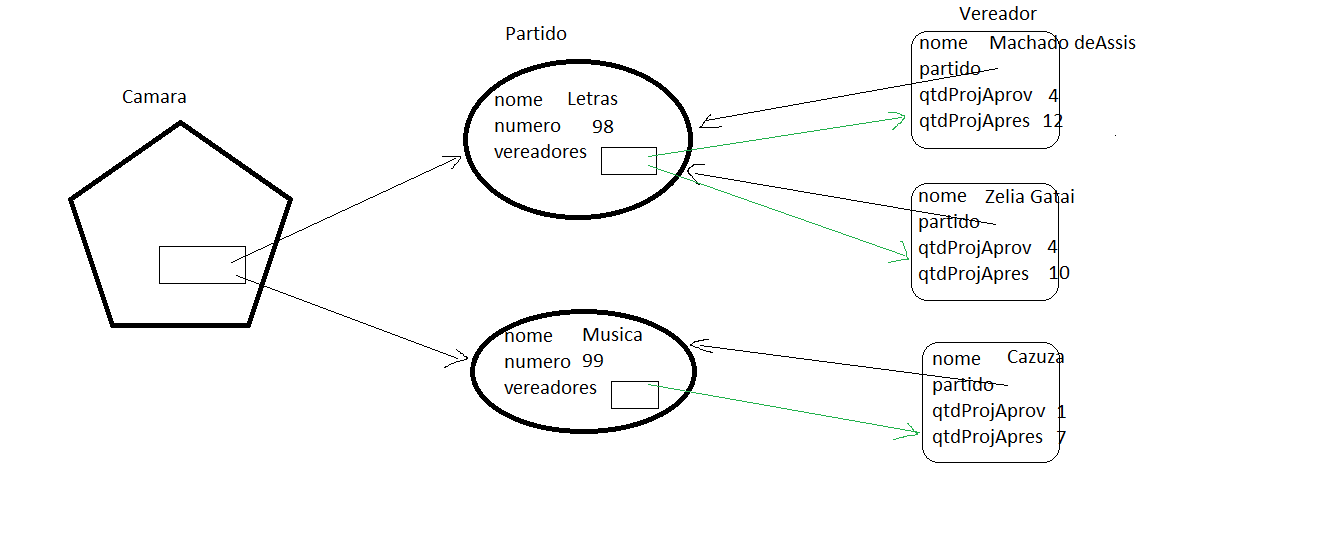 Camara
Partido
nome Letras
numero 98
vereadores
nome Musica
numero 99
vereadores
Vereador
nome Machado deAssis
partido
qtdProjAprov 4
qtdProjApres 12
nome Zelia Gatai
partido
qtdProjAprov 4
qtdProjApres 10
nome Cazuza
partido
qtdProjAprov 1
qtdProjApres 7